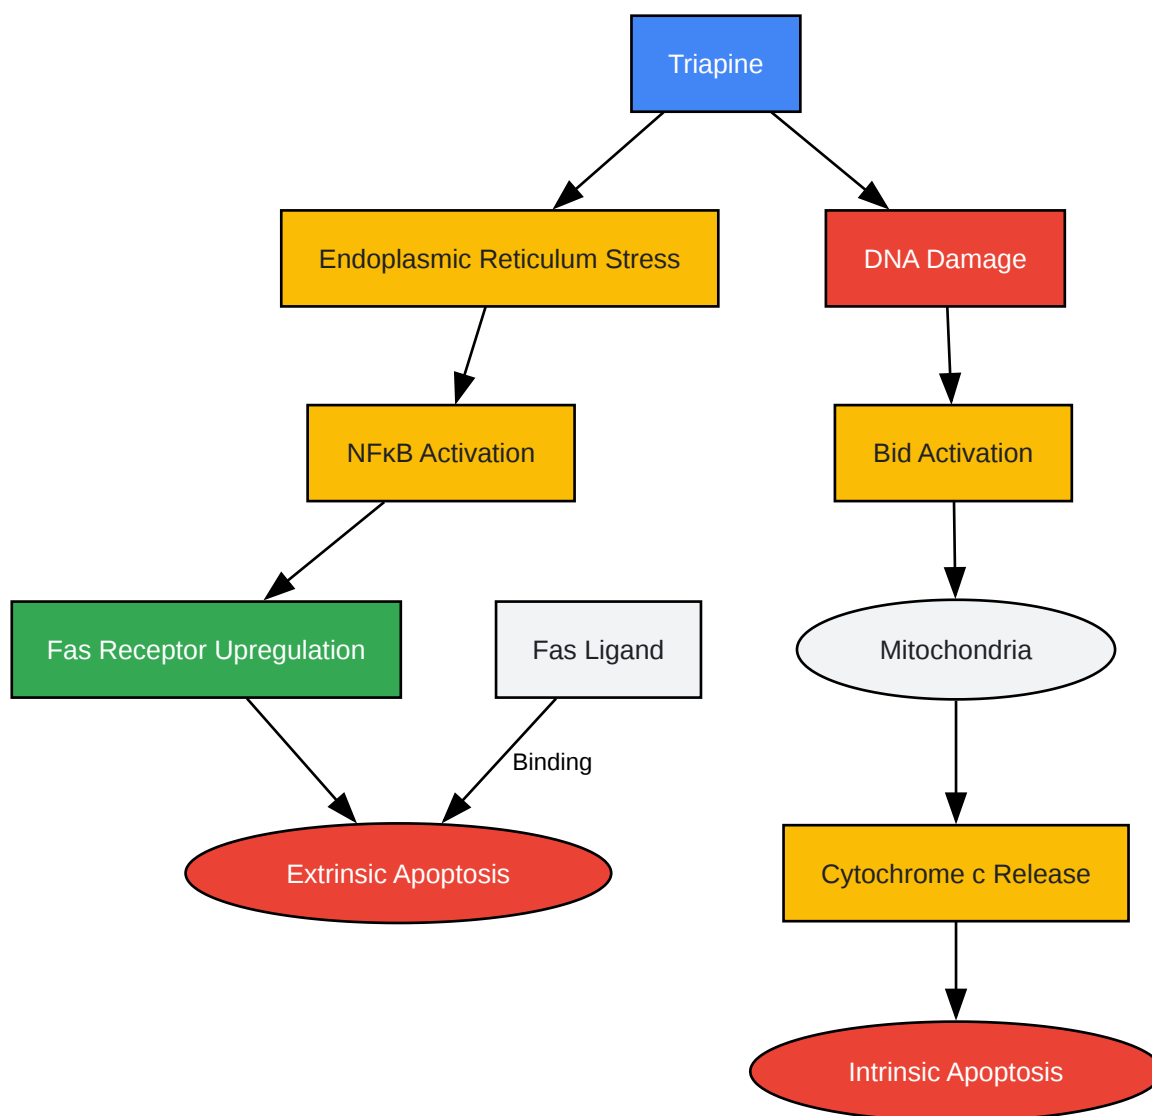 Triapine
Endoplasmic Reticulum Stress
DNA Damage
NFκB Activation
Bid Activation
Fas Receptor Upregulation
Fas Ligand
Mitochondria
Binding
Extrinsic Apoptosis
Cytochrome c Release
Intrinsic Apoptosis